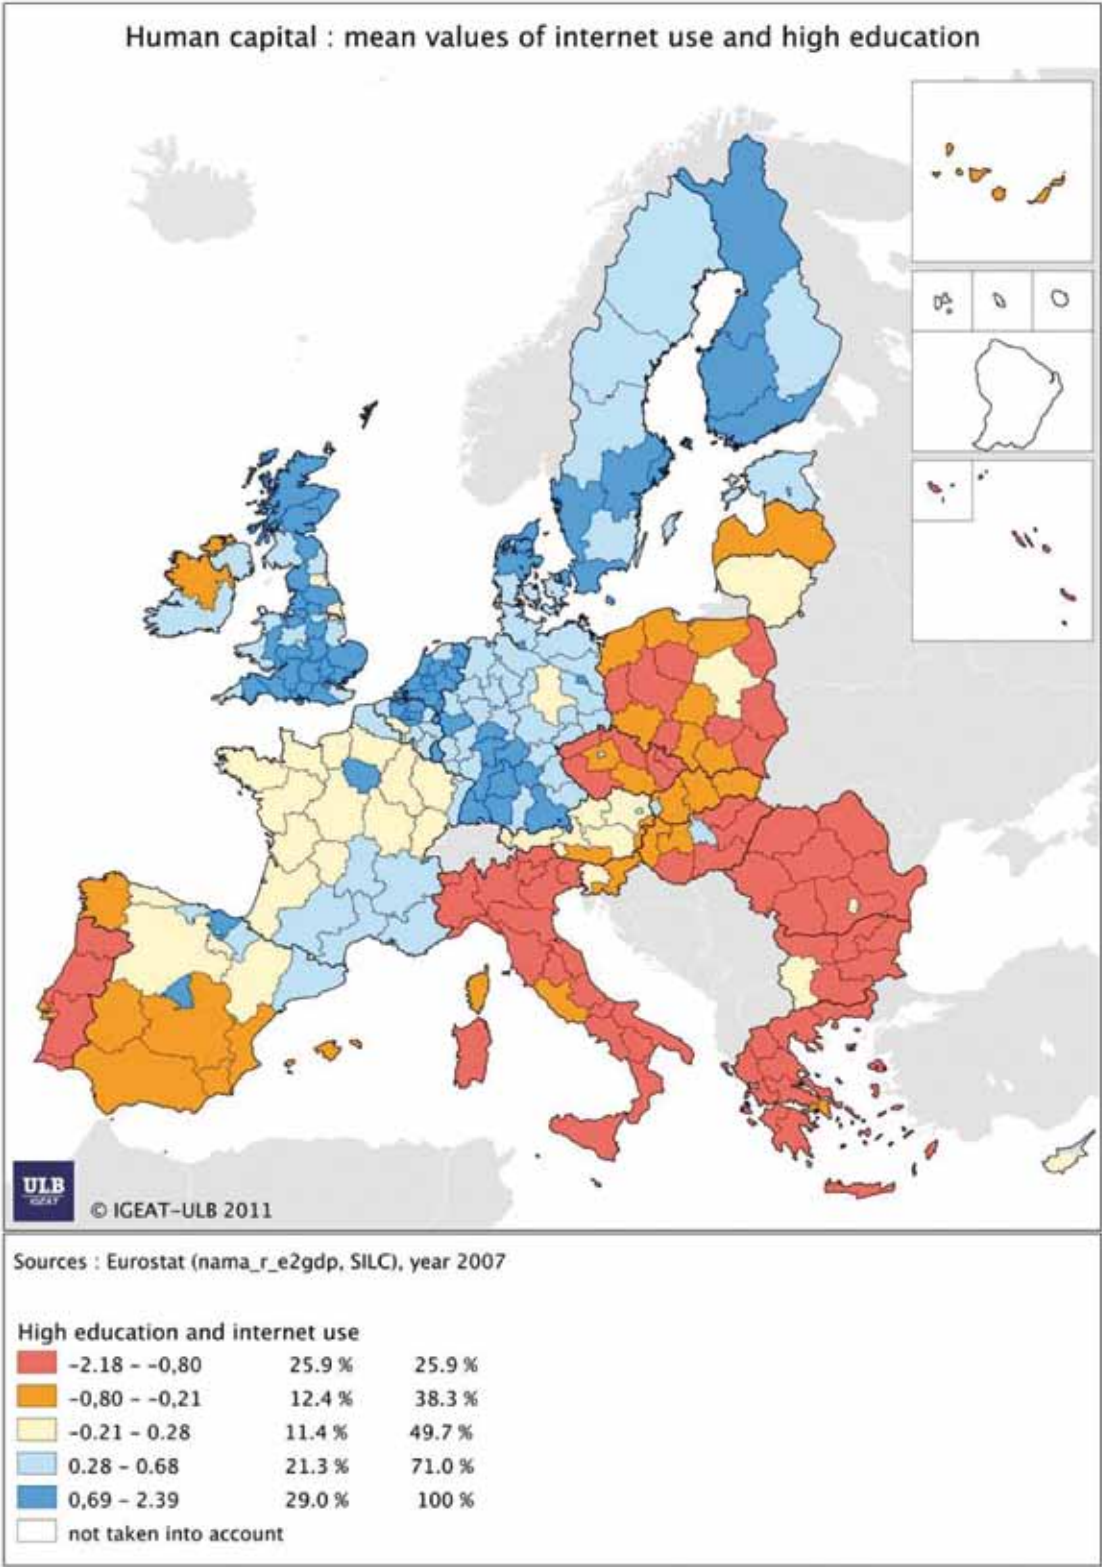 Human capital : mean values of internet use and high education
ULB
IGEAT
© IGEAT-ULB 2011
Sources : Eurostat (nama_r_e2gdp, SILC), year 2007
High education and internet use
-2.18 - -0,80 25.9 % 25.9 %
-0,80 - -0,21 12.4 % 38.3 %
-0.21 - 0.28 11.4 % 49.7 %
0.28 - 0.68 21.3 % 71.0 %
0,69 - 2.39 29.0 % 100 %
not taken into account